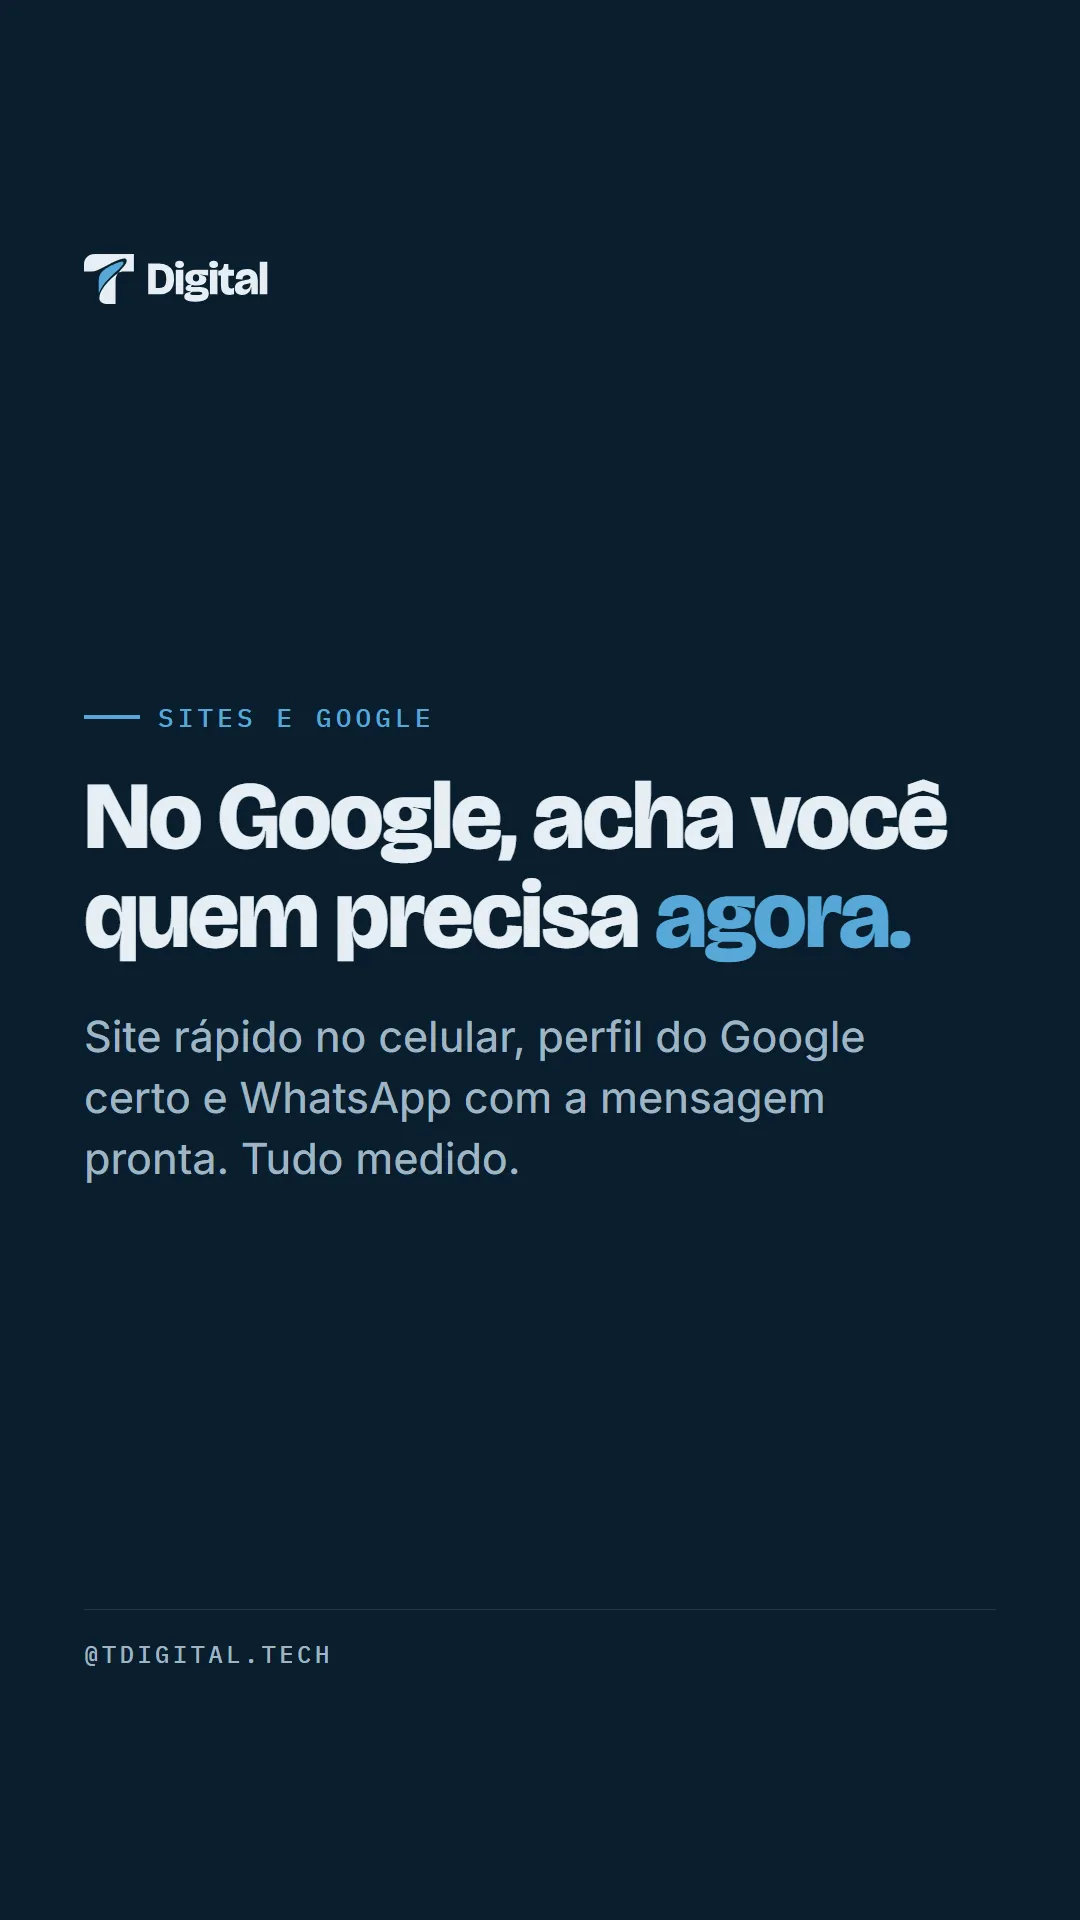 T Digital
SITES E GOOGLE
No Google, acha você
quem precisa agora.
Site rápido no celular, perfil do Google
certo e WhatsApp com a mensagem
pronta. Tudo medido.
@TDIGITAL.TECH